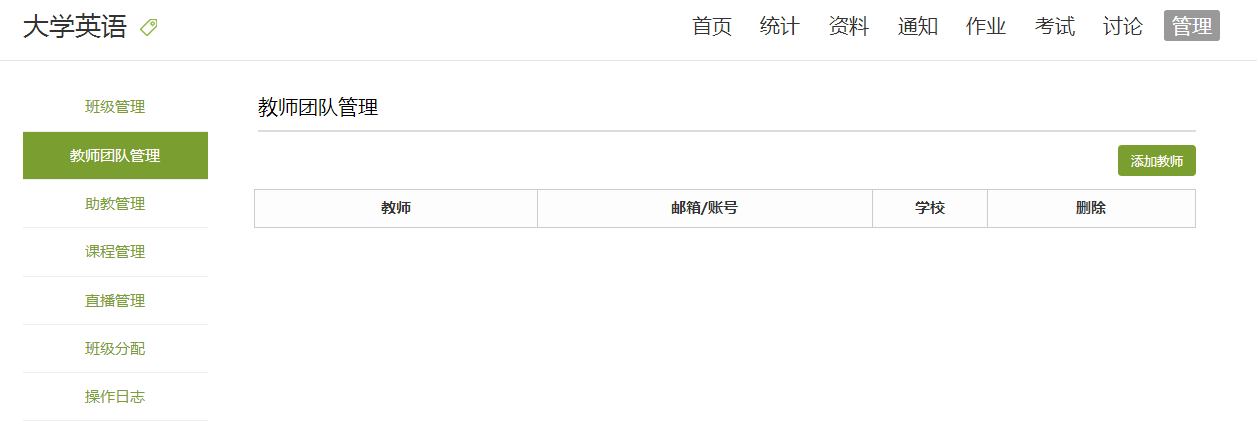 大学英语
首页 统计 资料 通知 作业 考试 讨论 管理
班级管理
教师团队管理
助教管理
课程管理
直播管理
班级分配
操作日志
教师团队管理
添加教师
教师 邮箱/账号 学校 删除